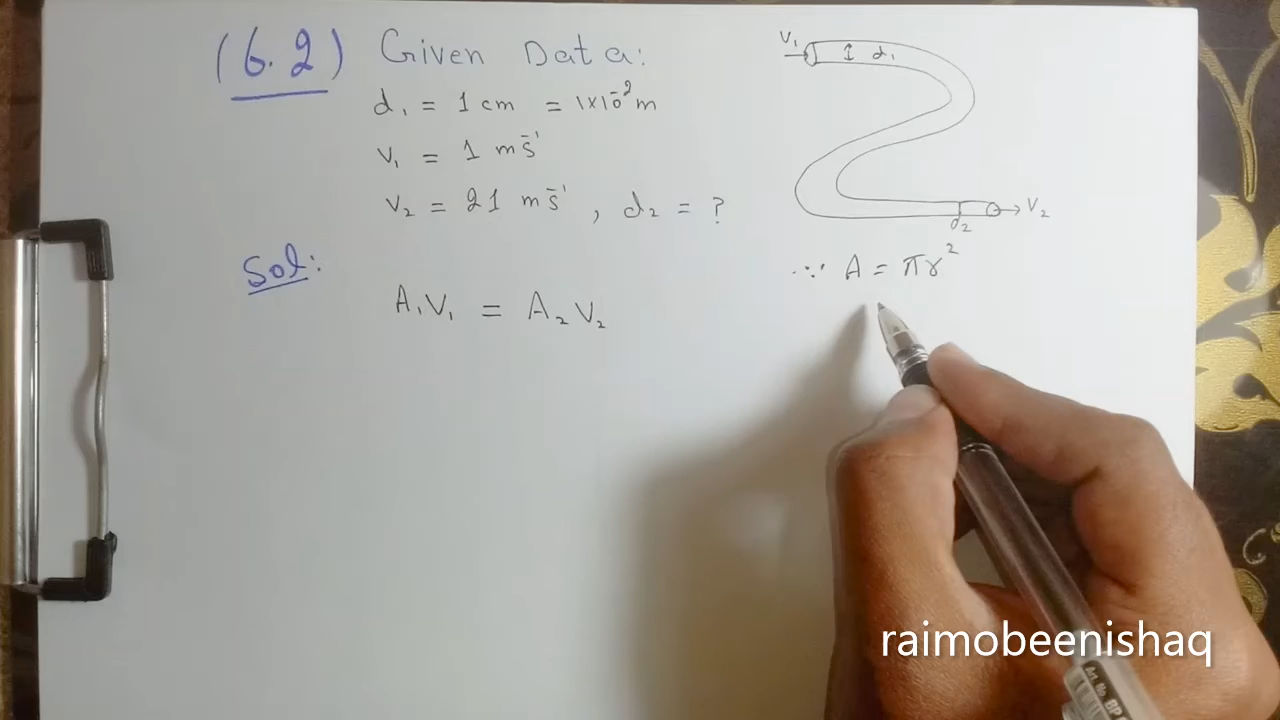 (6.2) Given Data:
d₁ = 1 cm = 1×10⁻² m
V₁ = 1 ms⁻¹
V₂ = 21 ms⁻¹ , d₂ = ?
V₁ d₁
V₂
d₂
Sol:
∵ A = πr²
A₁V₁ = A₂V₂
raimobeenishaq